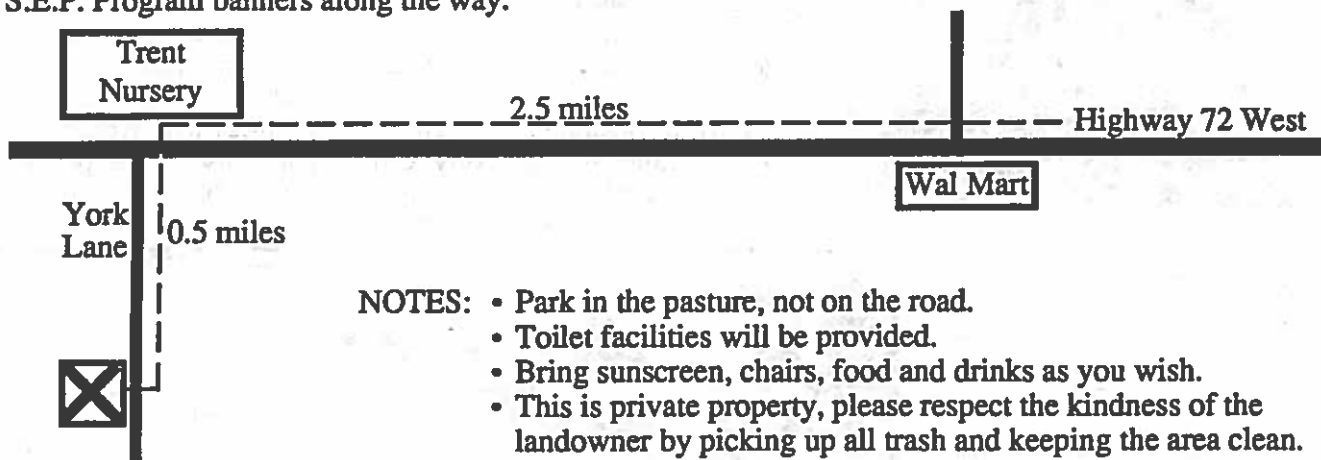 S.E.P. Program banners along the way.
Trent
Nursery
2.5 miles
Highway 72 West
Wal Mart
York
Lane
0.5 miles
NOTES: • Park in the pasture, not on the road.
• Toilet facilities will be provided.
• Bring sunscreen, chairs, food and drinks as you wish.
• This is private property, please respect the kindness of the
landowner by picking up all trash and keeping the area clean.